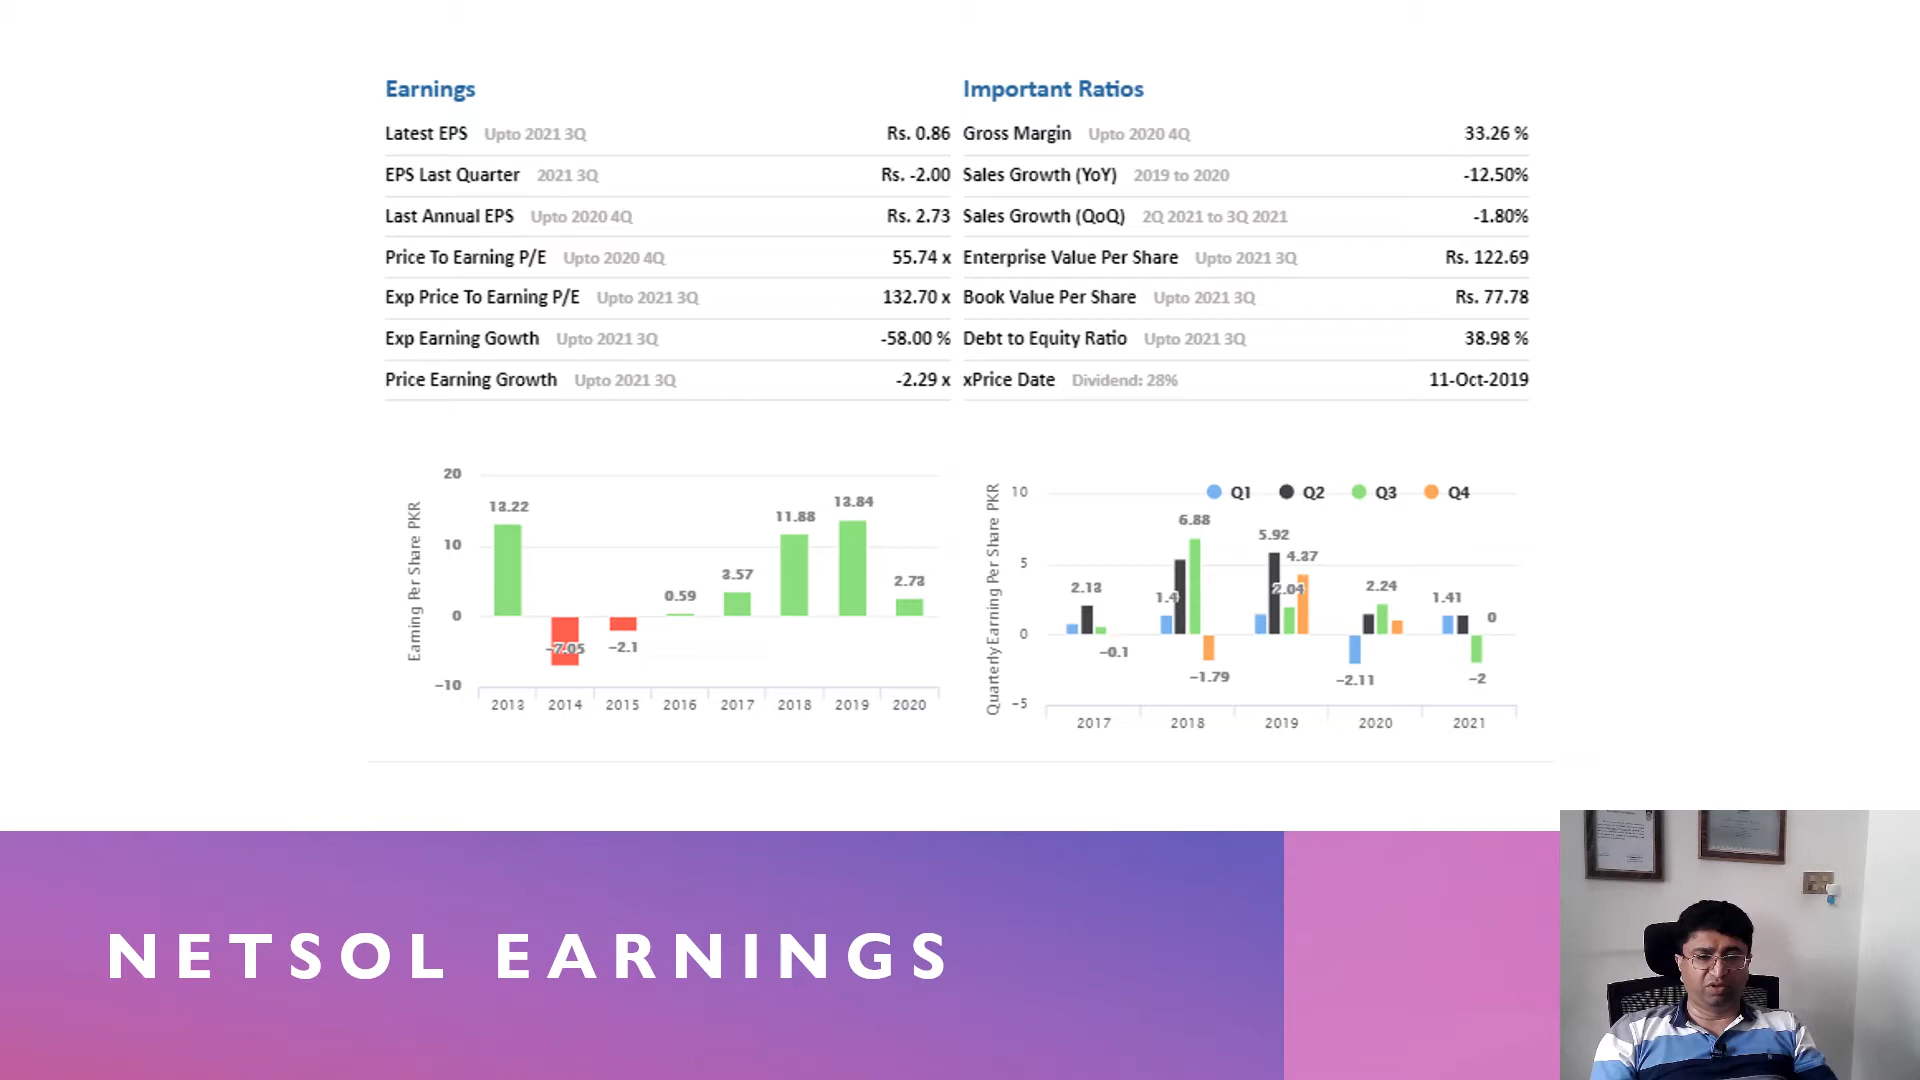 Earnings
Latest EPS Upto 2021 3Q Rs. 0.86
EPS Last Quarter 2021 3Q Rs. -2.00
Last Annual EPS Upto 2020 4Q Rs. 2.73
Price To Earning P/E Upto 2020 4Q 55.74 x
Exp Price To Earning P/E Upto 2021 3Q 132.70 x
Exp Earning Gowth Upto 2021 3Q -58.00 %
Price Earning Growth Upto 2021 3Q -2.29 x
Important Ratios
Gross Margin Upto 2020 4Q 33.26 %
Sales Growth (YoY) 2019 to 2020 -12.50%
Sales Growth (QoQ) 2Q 2021 to 3Q 2021 -1.80%
Enterprise Value Per Share Upto 2021 3Q Rs. 122.69
Book Value Per Share Upto 2021 3Q Rs. 77.78
Debt to Equity Ratio Upto 2021 3Q 38.98 %
xPrice Date Dividend: 28% 11-Oct-2019
Earning Per Share PKR
20
10
0
−10
13.22
−7.05
−2.1
0.59
3.57
11.88
13.84
2.73
2013 2014 2015 2016 2017 2018 2019 2020
Quarterly Earning Per Share PKR
Q1 Q2 Q3 Q4
10
5
0
−5
2.13
−0.1
1.4
6.88
−1.79
5.92
2.04
4.37
−2.11
2.24
1.41
−2
0
2017 2018 2019 2020 2021
NETSOL EARNINGS